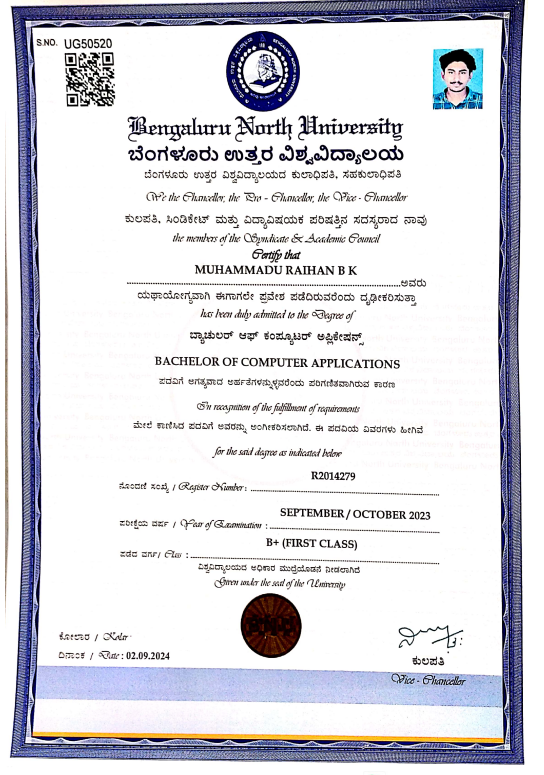 S.NO. UG50520
Bengaluru North University
ಬೆಂಗಳೂರು ಉತ್ತರ ವಿಶ್ವವಿದ್ಯಾಲಯ
ಬೆಂಗಳೂರು ಉತ್ತರ ವಿಶ್ವವಿದ್ಯಾಲಯದ ಕುಲಾಧಿಪತಿ, ಸಹಕುಲಾಧಿಪತಿ
We the Chancellor, the Pro - Chancellor, the Vice - Chancellor
ಕುಲಪತಿ, ಸಿಂಡಿಕೇಟ್ ಮತ್ತು ವಿದ್ಯಾವಿಷಯಕ ಪರಿಷತ್ತಿನ ಸದಸ್ಯರಾದ ನಾವು
the members of the Syndicate & Academic Council
Certify that
MUHAMMADU RAIHAN B K
ಅವರು
ಯಥಾಯೋಗ್ಯವಾಗಿ ಈಗಾಗಲೇ ಪ್ರವೇಶ ಪಡೆದಿರುವರೆಂದು ದೃಢೀಕರಿಸುತ್ತಾ
has been duly admitted to the Degree of
ಬ್ಯಾಚುಲರ್ ಆಫ್ ಕಂಪ್ಯೂಟರ್ ಅಪ್ಲಿಕೇಷನ್ಸ್
BACHELOR OF COMPUTER APPLICATIONS
ಪದವಿಗೆ ಅಗತ್ಯವಾದ ಅರ್ಹತೆಗಳನ್ನುಳ್ಳವರೆಂದು ಪರಿಗಣಿತವಾಗಿರುವ ಕಾರಣ
In recognition of the fulfillment of requirements
ಮೇಲೆ ಕಾಣಿಸಿದ ಪದವಿಗೆ ಅವರನ್ನು ಅಂಗೀಕರಿಸಲಾಗಿದೆ. ಈ ಪದವಿಯ ವಿವರಗಳು ಹೀಗಿವೆ
for the said degree as indicated below
R2014279
ನೊಂದಣಿ ಸಂಖ್ಯೆ / Register Number :
SEPTEMBER / OCTOBER 2023
ಪರೀಕ್ಷೆಯ ವರ್ಷ / Year of Examination :
B+ (FIRST CLASS)
ಪಡೆದ ವರ್ಗ/ Class :
ವಿಶ್ವವಿದ್ಯಾಲಯದ ಅಧಿಕಾರ ಮುದ್ರೆಯೊಡನೆ ನೀಡಲಾಗಿದೆ
Given under the seal of the University
ಕೋಲಾರ / Kolar
ದಿನಾಂಕ / Date : 02.09.2024
ಕುಲಪತಿ
Vice - Chancellor